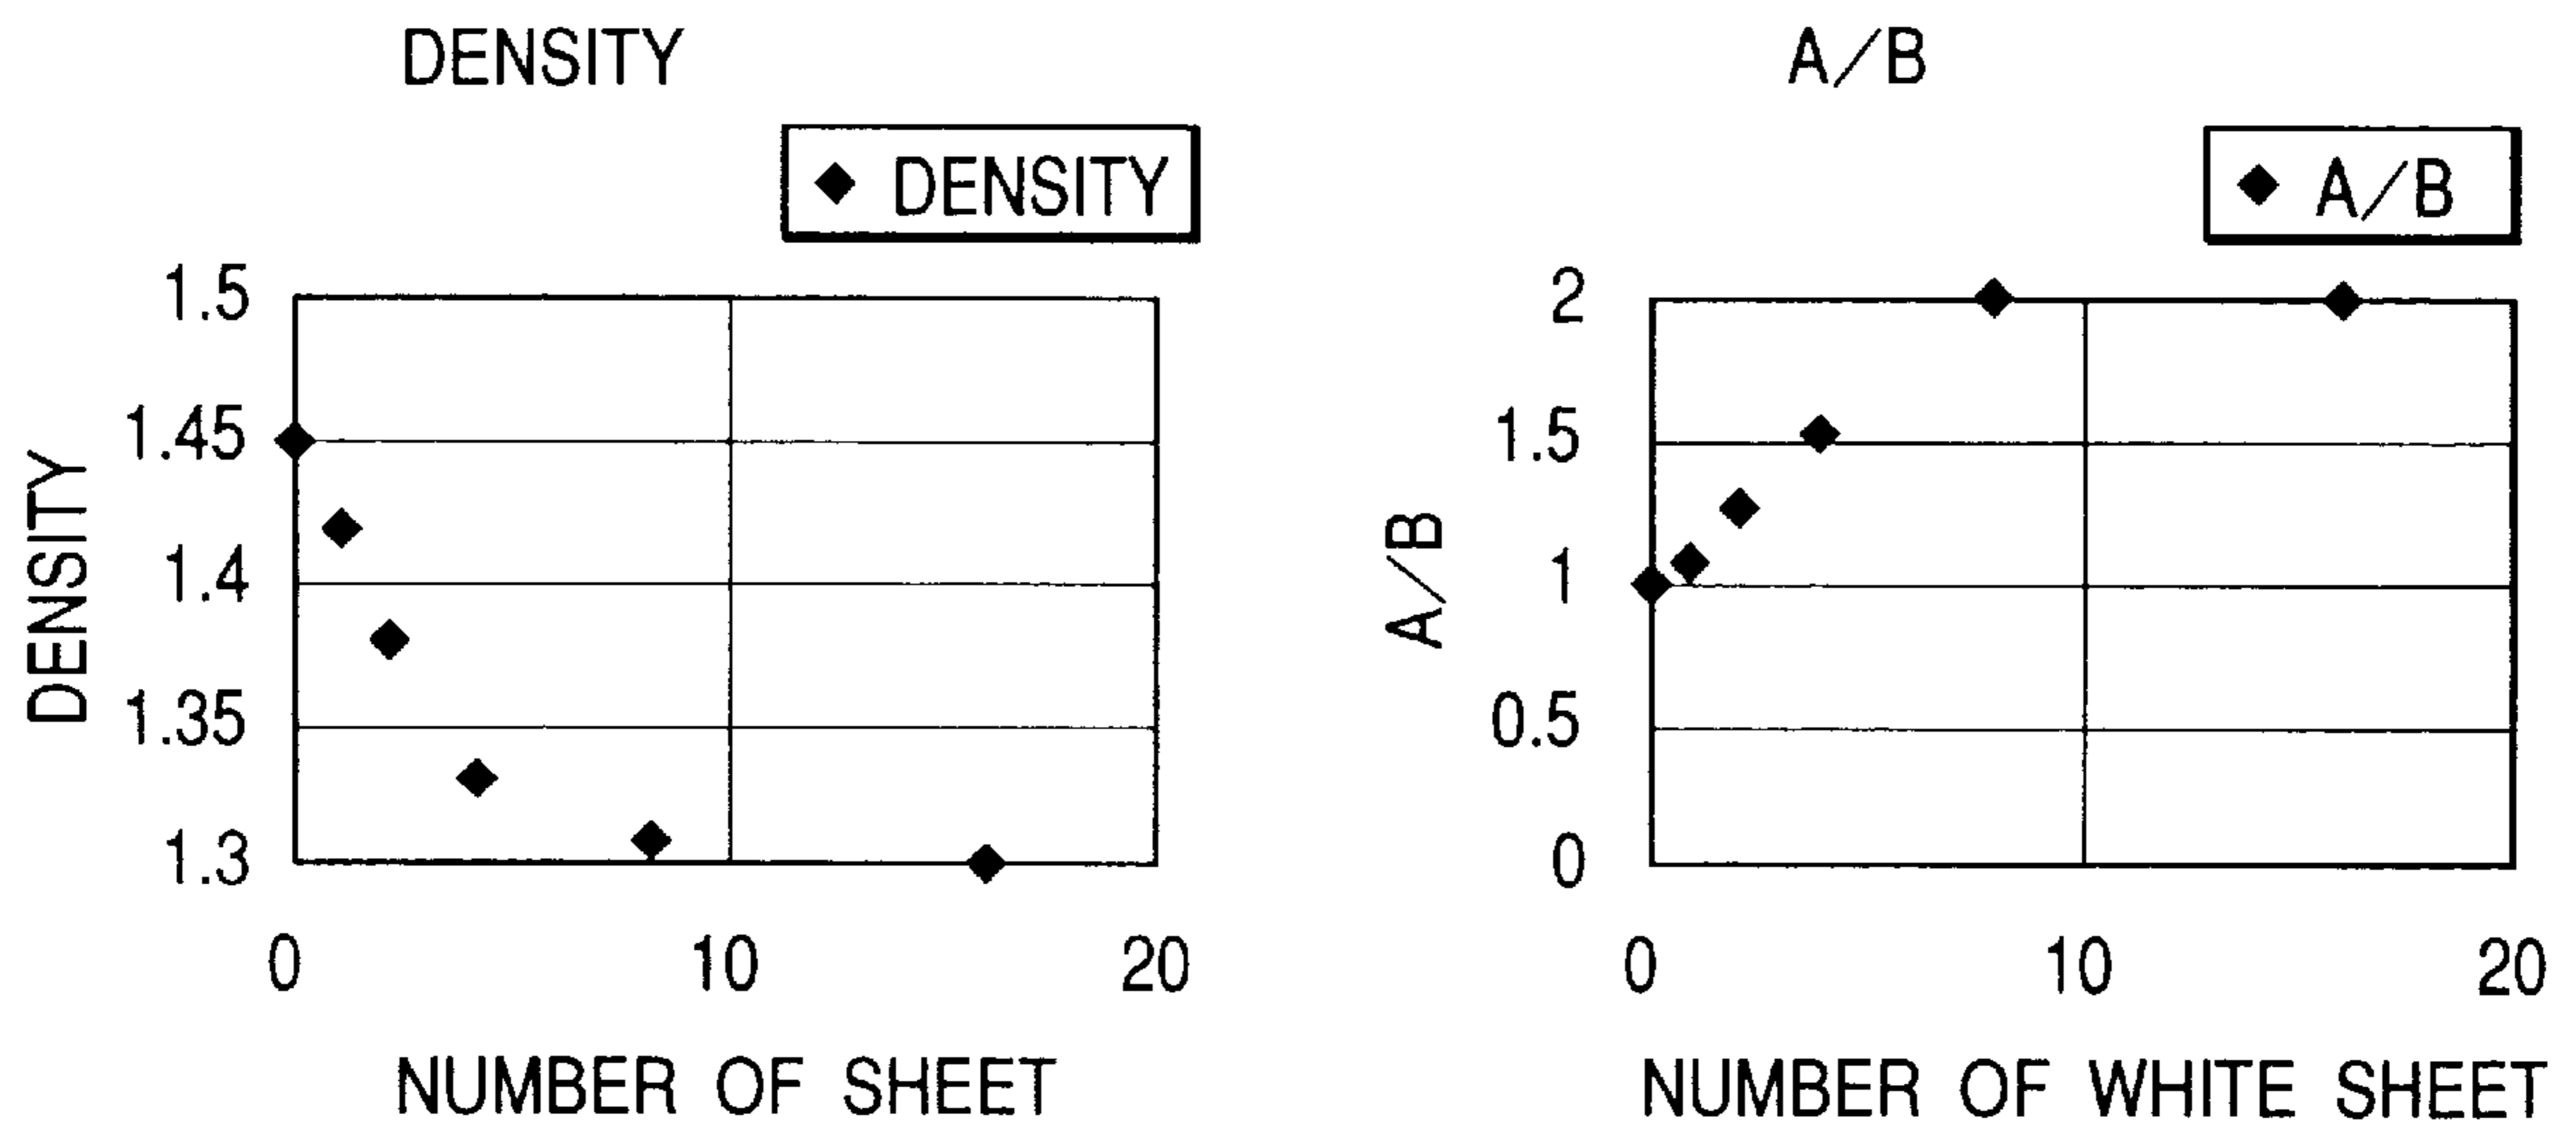 DENSITY
◆ DENSITY
1.5
1.45
1.4
1.35
1.3
DENSITY
0 10 20
NUMBER OF SHEET
A/B
◆ A/B
2
1.5
1
0.5
0
A/B
0 10 20
NUMBER OF WHITE SHEET